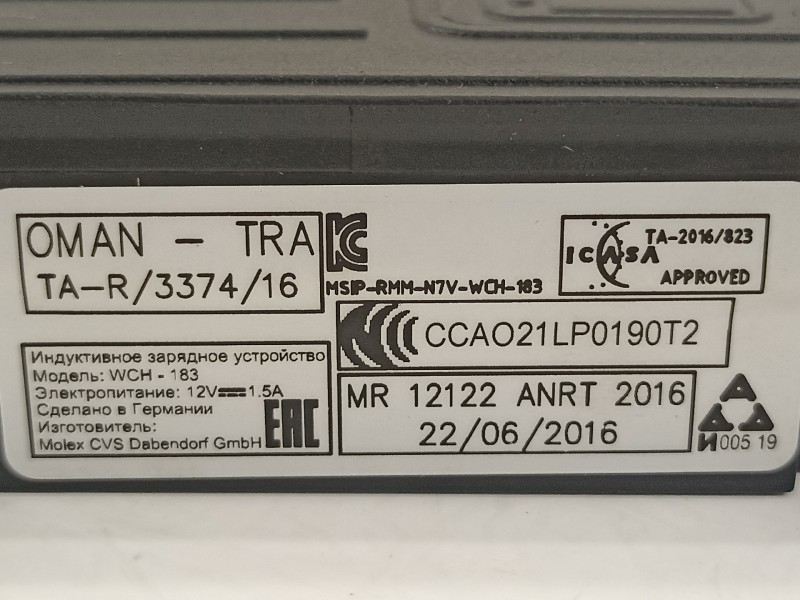 OMAN - TRA
TA-R/3374/16
MSIP-RMM-N7V-WCH-183
ICASA TA-2016/823
APPROVED
CCAO21LP0190T2
Индуктивное зарядное устройство
Модель: WCH - 183
Электропитание: 12V⎓1.5A
Сделано в Германии
Изготовитель:
Molex CVS Dabendorf GmbH
EAC
MR 12122 ANRT 2016
22/06/2016
И005 19